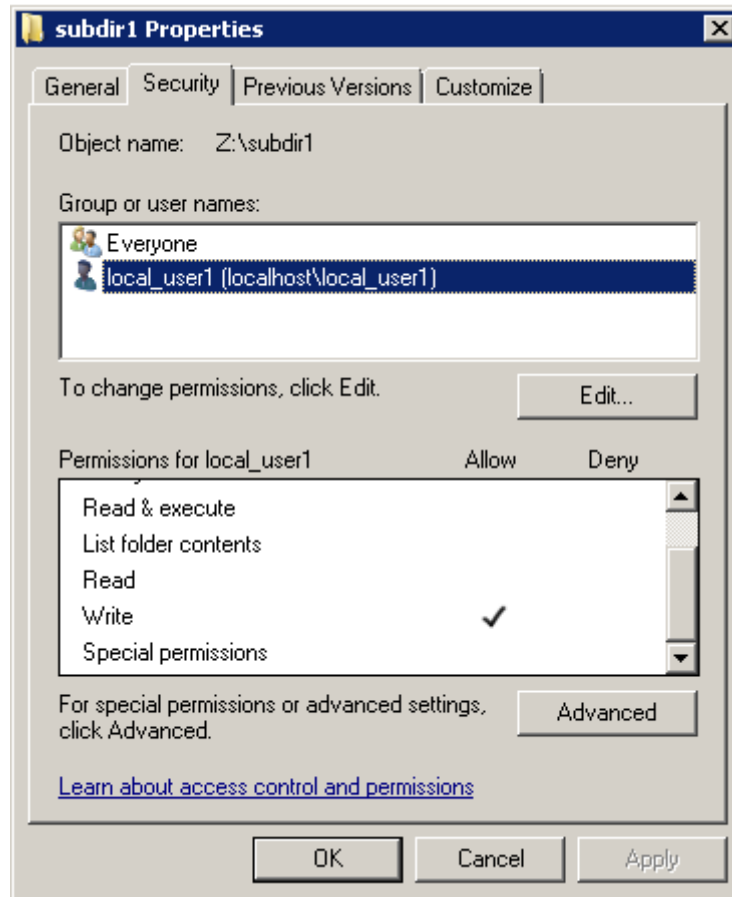 subdir1 Properties
General Security Previous Versions Customize
Object name: Z:\subdir1
Group or user names:
Everyone
local_user1 (localhost\local_user1)
To change permissions, click Edit.
Edit...
Permissions for local_user1 Allow Deny
Read & execute
List folder contents
Read
Write
Special permissions
For special permissions or advanced settings,
click Advanced.
Advanced
Learn about access control and permissions
OK Cancel Apply